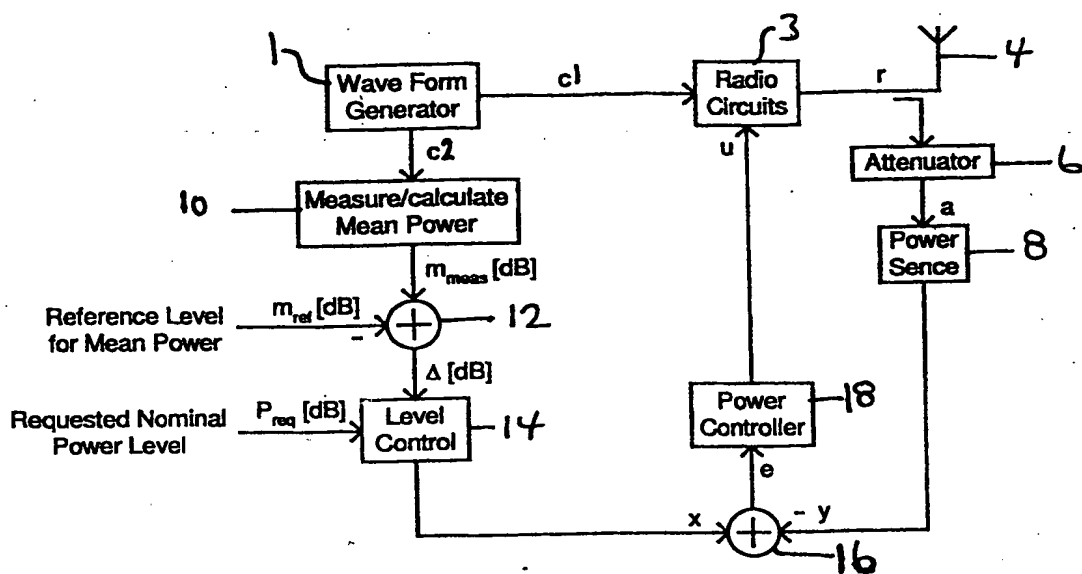 1
3
4
Wave Form
Generator
c1
Radio
Circuits
r
c2
u
Attenuator
6
10
Measure/calculate
Mean Power
a
Power
Sence
8
m_meas [dB]
Reference Level
for Mean Power
m_ref [dB]
-
+
12
Δ [dB]
Requested Nominal
Power Level
P_req [dB]
Level
Control
14
Power
Controller
18
e
x
+
- y
16